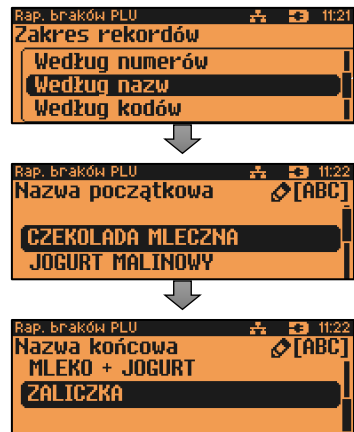 Rap. braków PLU 11:21
Zakres rekordów
Według numerów
Według nazw
Według kodów
Rap. braków PLU 11:22
Nazwa początkowa [ABC]
CZEKOLADA MLECZNA
JOGURT MALINOWY
Rap. braków PLU 11:22
Nazwa końcowa [ABC]
MLEKO + JOGURT
ZALICZKA